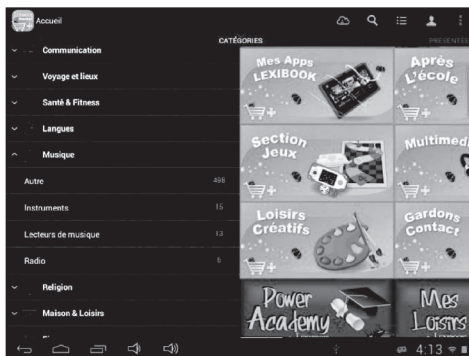 Accueil
CATÉGORIES
PRÉSENTÉE
Communication
Voyage et lieux
Santé & Fitness
Langues
Musique
Autre 498
Instruments 15
Lecteurs de musique 13
Radio 6
Religion
Maison & Loisirs
Mes Apps
LEXIBOOK
Après
L'école
Section
Jeux
Multimedi
Loisirs
Créatifs
Gardons
Contact
Power
Academy
Mes
Loisirs
4:13